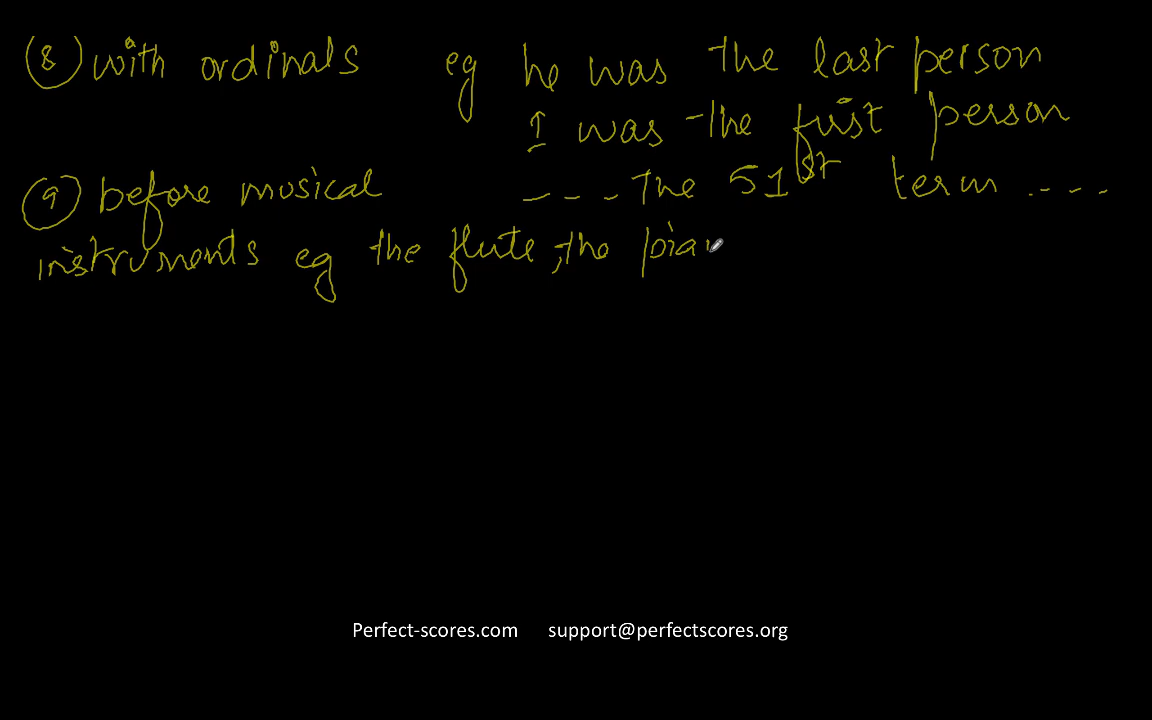 (8) with ordinals eg he was the last person
I was the first person
(9) before musical ---- The 51st term ----
instruments eg the flute, the pian
Perfect-scores.com support@perfectscores.org